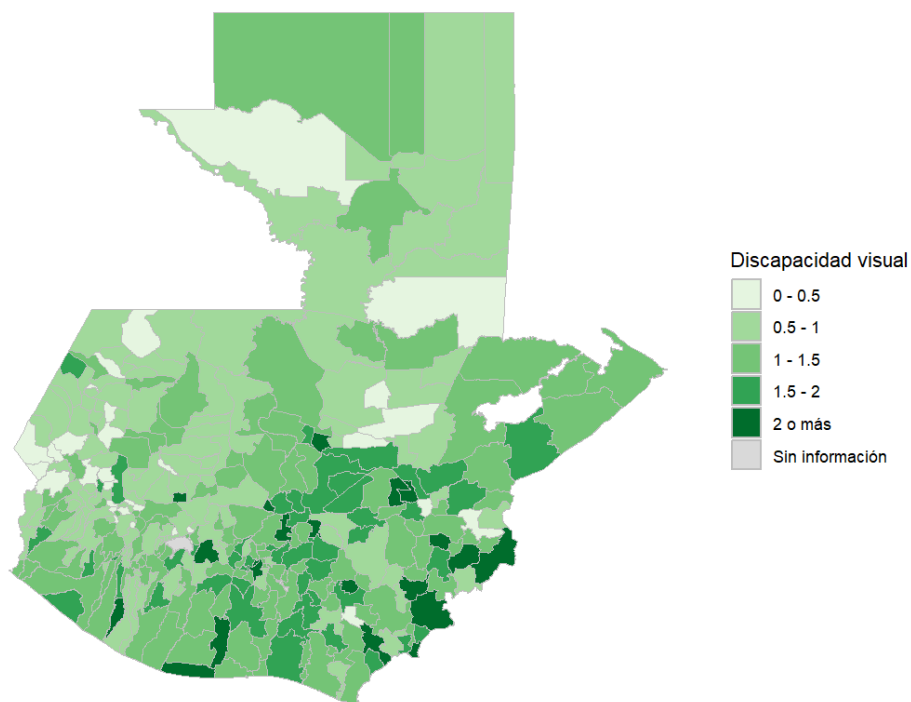 Discapacidad visual
0 - 0.5
0.5 - 1
1 - 1.5
1.5 - 2
2 o más
Sin información